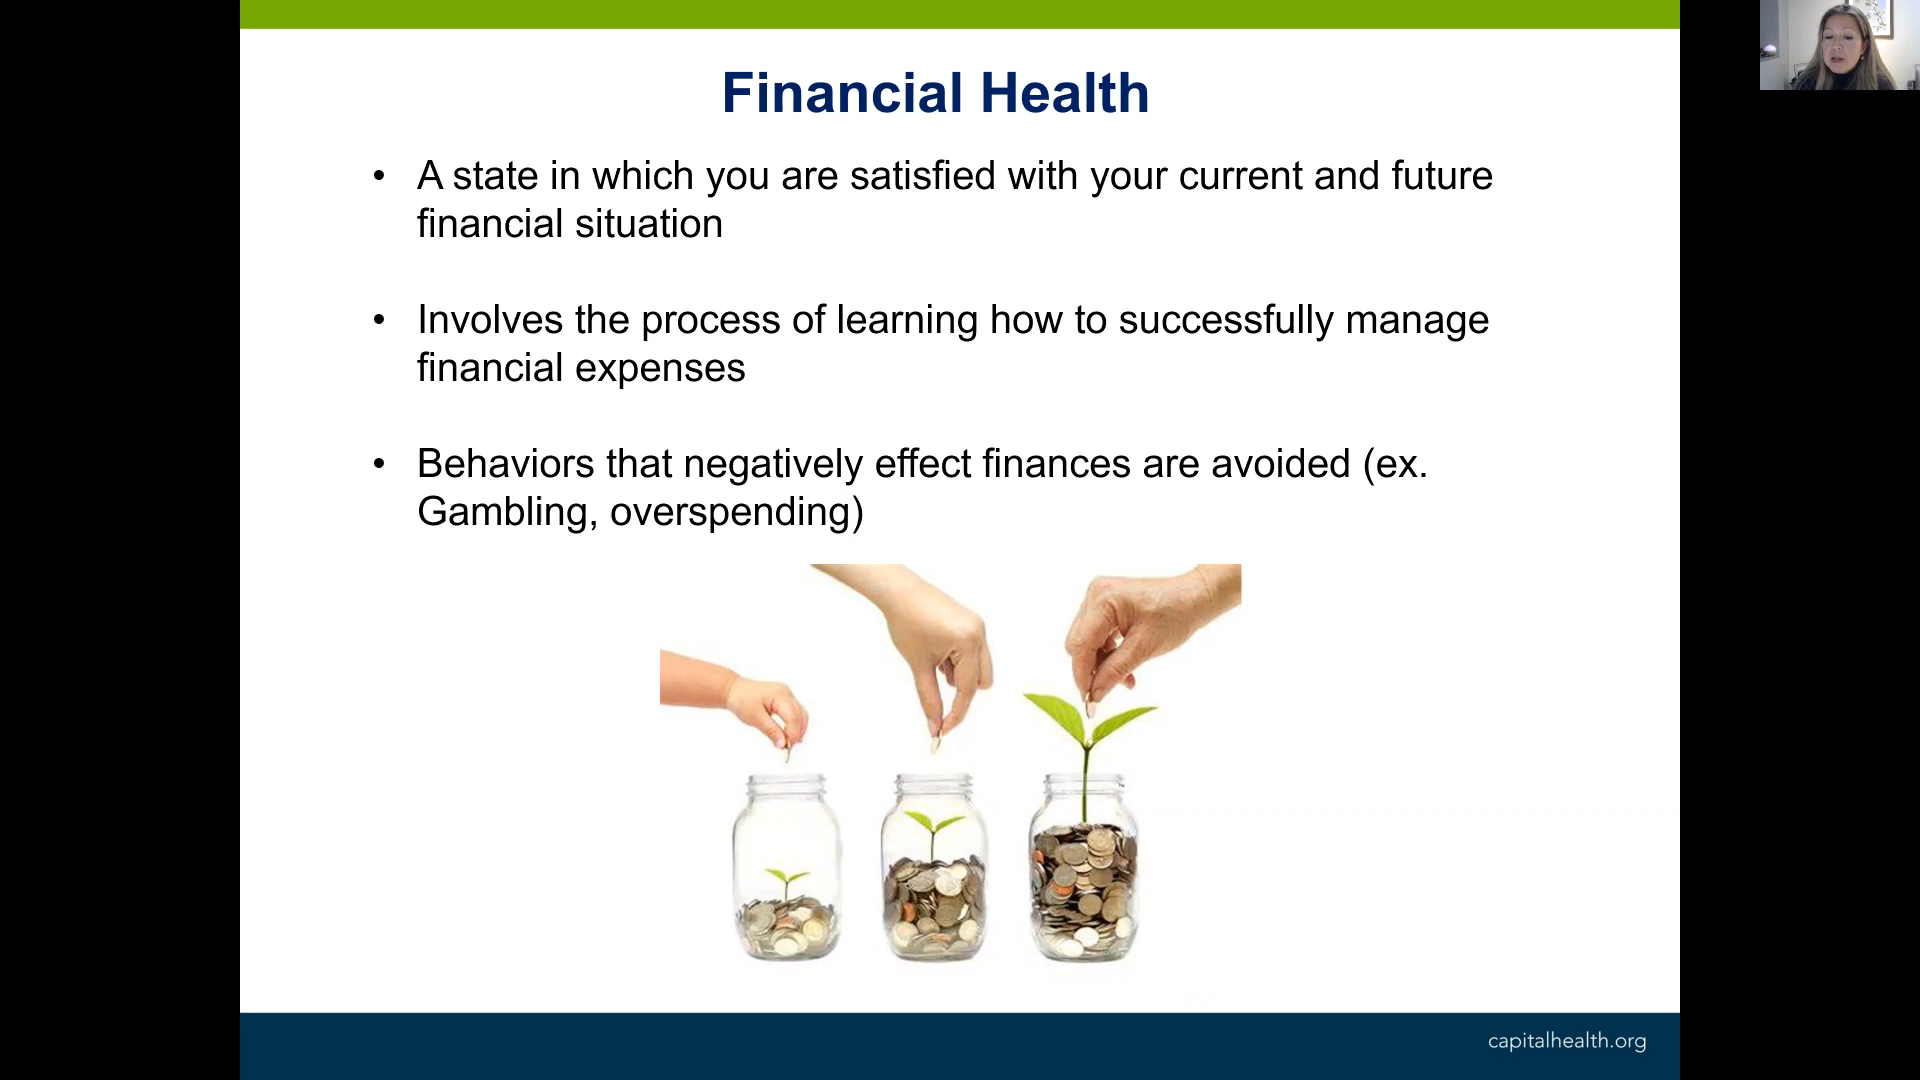 Financial Health
• A state in which you are satisfied with your current and future
financial situation
• Involves the process of learning how to successfully manage
financial expenses
• Behaviors that negatively effect finances are avoided (ex.
Gambling, overspending)
capitalhealth.org